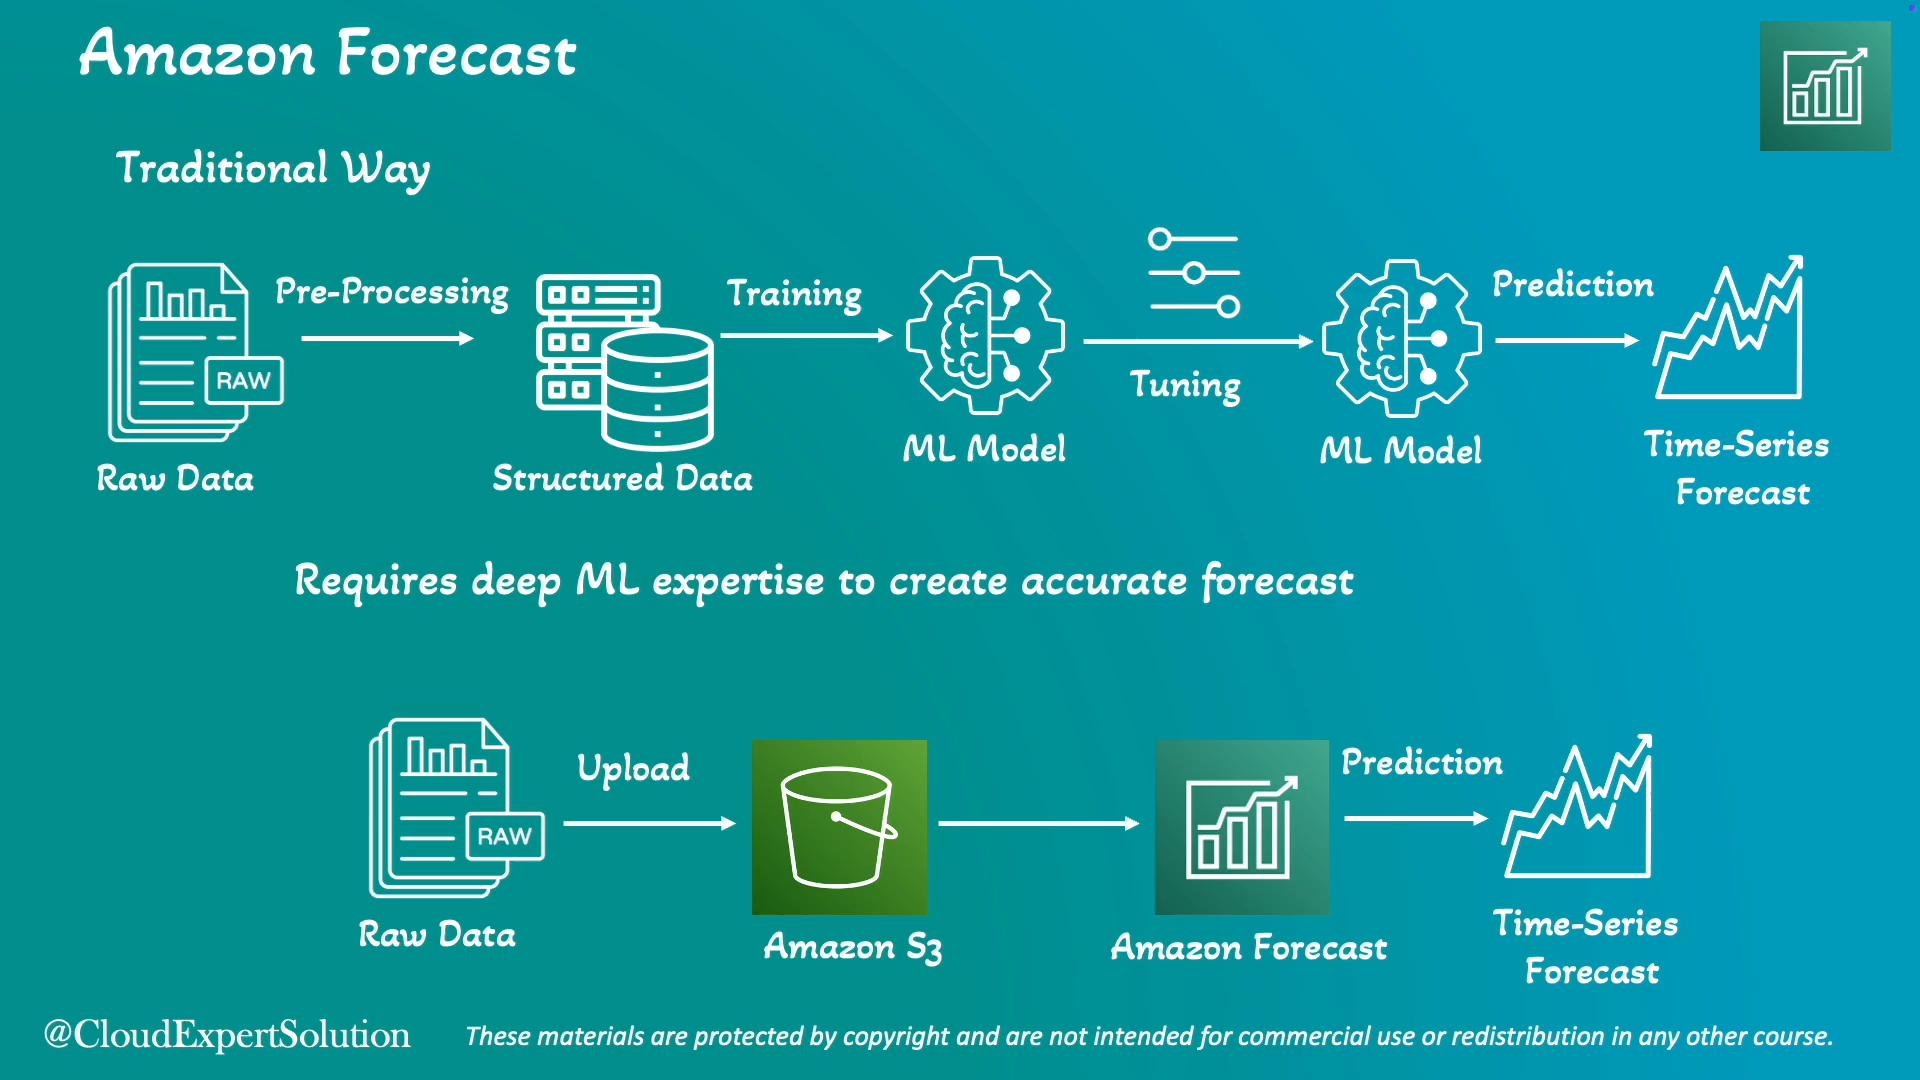 Amazon Forecast
Traditional Way
Pre-Processing
Training
Prediction
RAW
Tuning
Raw Data
Structured Data
ML Model
ML Model
Time-Series
Forecast
Requires deep ML expertise to create accurate forecast
Upload
Prediction
RAW
Raw Data
Amazon S3
Amazon Forecast
Time-Series
Forecast
@CloudExpertSolution
These materials are protected by copyright and are not intended for commercial use or redistribution in any other course.